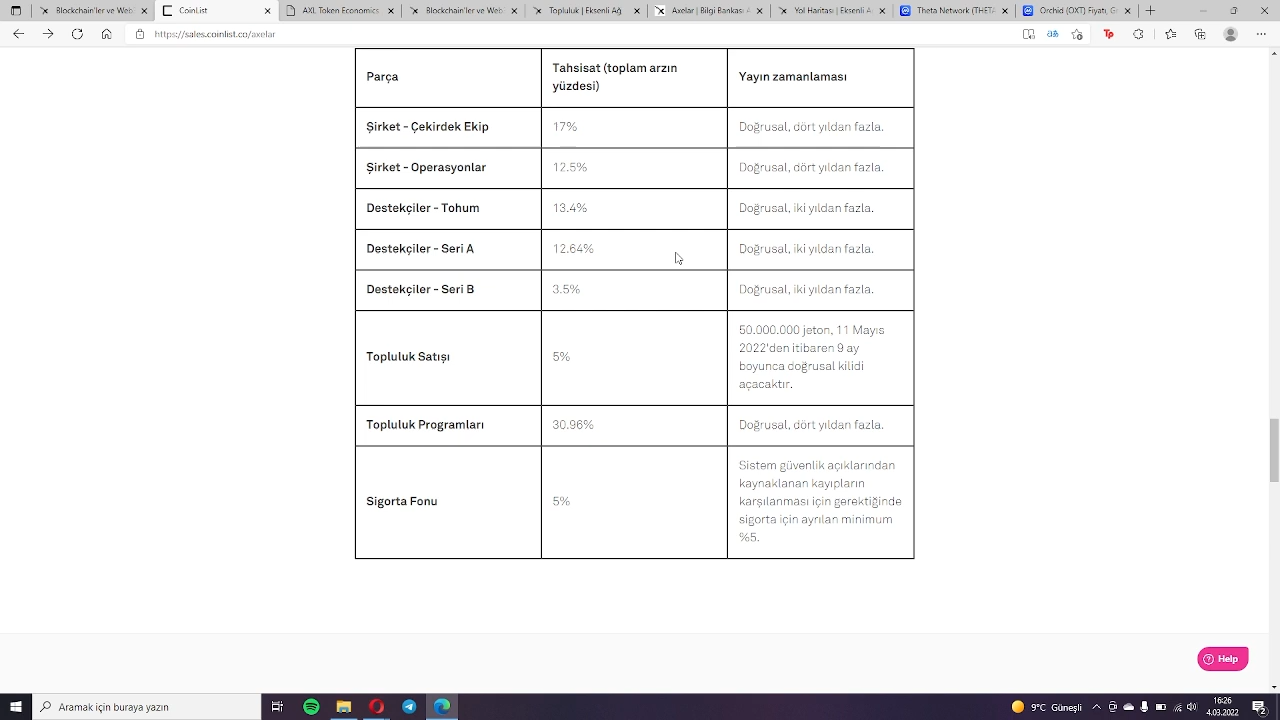 Blockchain'ler ve Web
CoinList
AXL Token Economics
Blockchain'ler ve Web
Topluluk | Eksenli Ağ
Axelar | Bilgi Bankası
Yol Haritası | Eksenli A
Theta Network (THETA
Orchid (OXT) Fiyatı, Gr
https://sales.coinlist.co/axelar
Parça
Tahsisat (toplam arzın
yüzdesi)
Yayın zamanlaması
Şirket - Çekirdek Ekip
17%
Doğrusal, dört yıldan fazla.
Şirket - Operasyonlar
12.5%
Doğrusal, dört yıldan fazla.
Destekçiler - Tohum
13.4%
Doğrusal, iki yıldan fazla.
Destekçiler - Seri A
12.64%
Doğrusal, iki yıldan fazla.
Destekçiler - Seri B
3.5%
Doğrusal, iki yıldan fazla.
Topluluk Satışı
5%
50.000.000 jeton, 11 Mayıs
2022'den itibaren 9 ay
boyunca doğrusal kilidi
açacaktır.
Topluluk Programları
30.96%
Doğrusal, dört yıldan fazla.
Sigorta Fonu
5%
Sistem güvenlik açıklarından
kaynaklanan kayıpların
karşılanması için gerektiğinde
sigorta için ayrılan minimum
%5.
Help
Aramak için buraya yazın
9°C Güneşli
16:26
4.03.2022